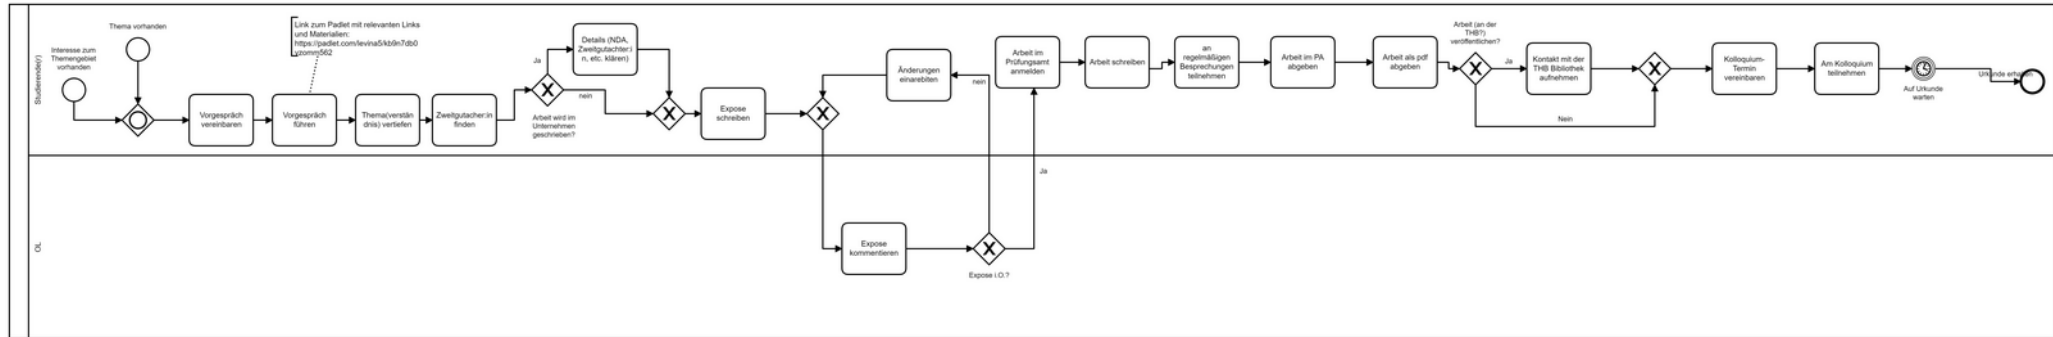 Studierende(r)
Interesse zum
Themengebiet
vorhanden
Thema vorhanden
Link zum Padlet mit relevanten Links
und Materialien:
https://padlet.com/levina5/kb9n7db0
yzomm562
Vorgespräch
vereinbaren
Vorgespräch
führen
Thema(verstän
dnis) vertiefen
Zweitgutacher:in
finden
Ja
nein
Arbeit wird im
Unternehmen
geschrieben?
Details (NDA,
Zweitgutachter:i
n, etc. klären)
Expose
schreiben
Änderungen
einarebiten
nein
Arbeit im
Prüfungsamt
anmelden
Ja
Arbeit schreiben
an
regelmäßigen
Besprechungen
teilnehmen
Arbeit im PA
abgeben
Arbeit als pdf
abgeben
Arbeit (an der
THB?)
veröffentlichen?
Ja
Nein
Kontakt mit der
THB Bibliothek
aufnehmen
Kolloquium-
Termin
vereinbaren
Am Kolloquium
teilnehmen
Auf Urkunde
warten
Urkunde erhalten
OL
Expose
kommentieren
Expose i.O.?